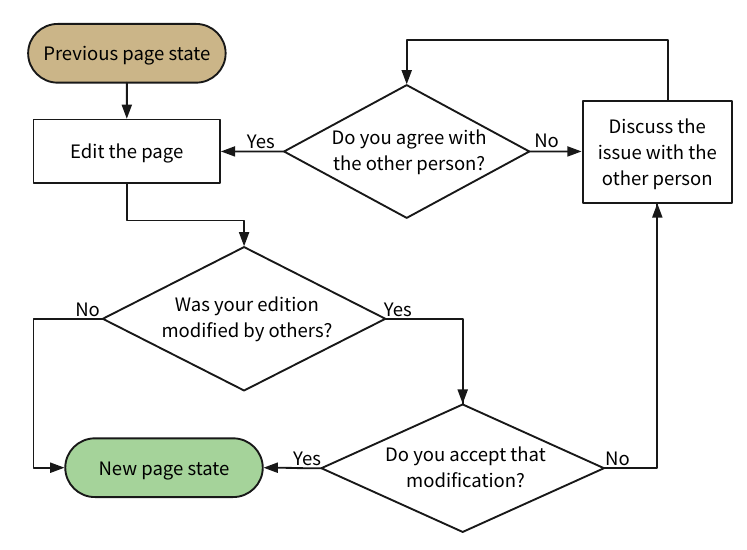 Previous page state
Edit the page
Yes
Do you agree with
the other person?
No
Discuss the
issue with the
other person
No
Was your edition
modified by others?
Yes
New page state
Yes
Do you accept that
modification?
No